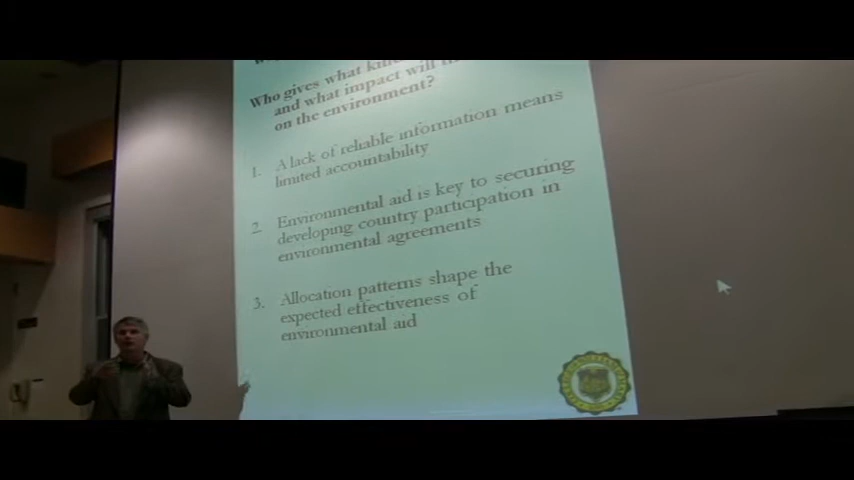 Who gives what
and what impact will
on the environment?
1. A lack of reliable information means
limited accountability
2. Environmental aid is key to securing
developing country participation in
environmental agreements
3. Allocation patterns shape the
expected effectiveness of
environmental aid